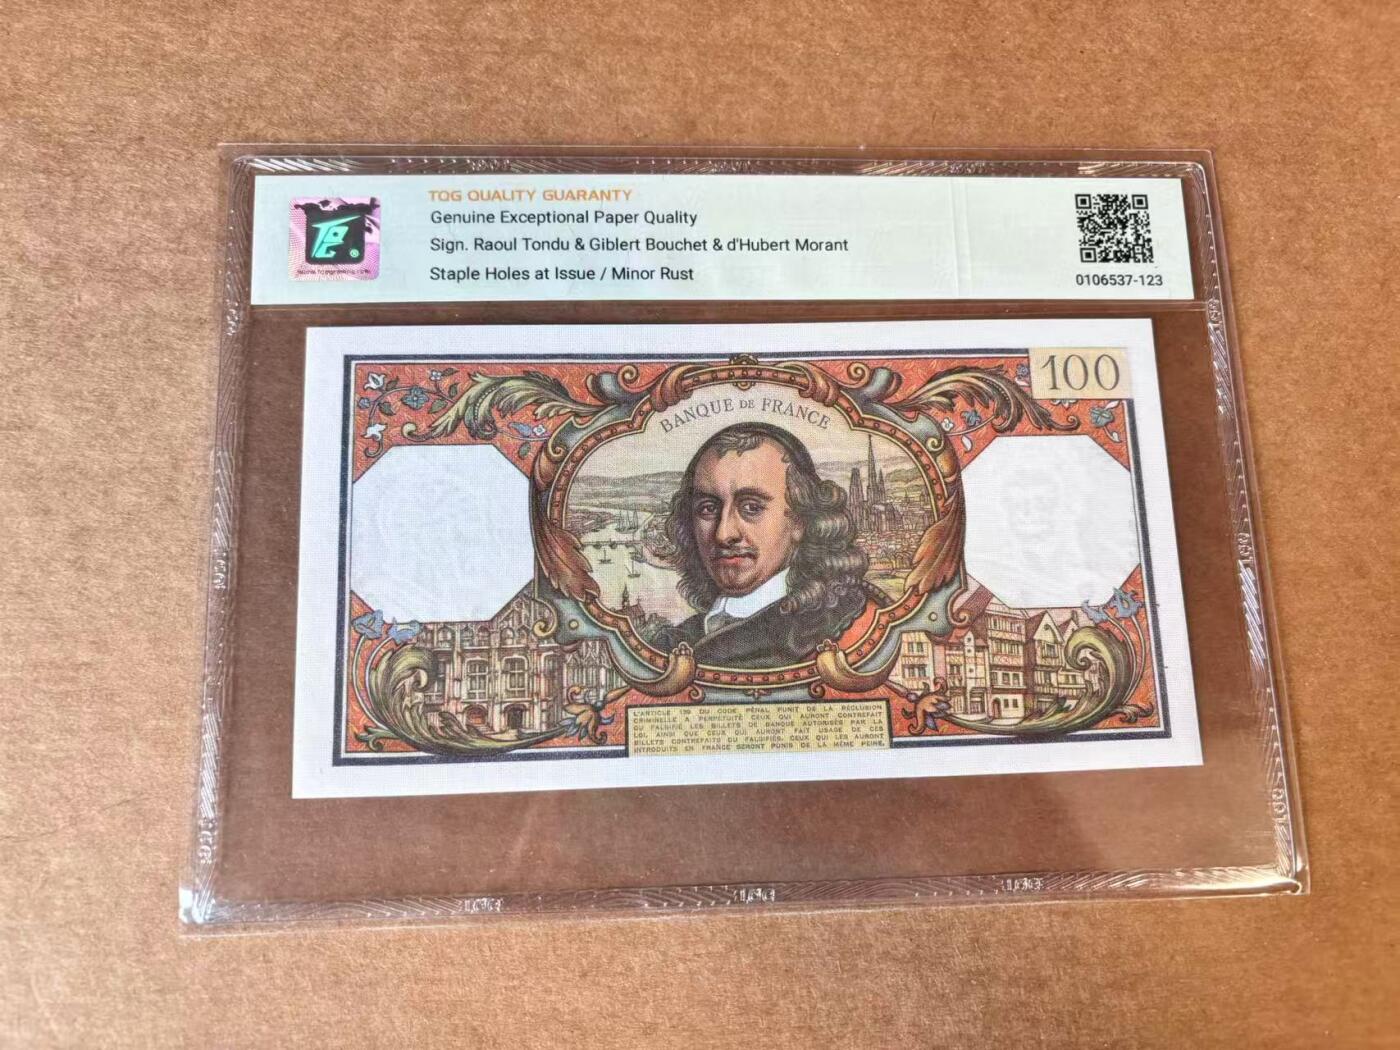 TQG QUALITY GUARANTY
Genuine Exceptional Paper Quality
Sign. Raoul Tondu & Giblert Bouchet & d'Hubert Morant
Staple Holes at Issue / Minor Rust
0106537-123
100
BANQUE DE FRANCE
L'ARTICLE 139 DU CODE PÉNAL PUNIT DE LA RÉCLUSION
CRIMINELLE A PERPÉTUITÉ CEUX QUI AURONT CONTREFAIT
OU FALSIFIÉ LES BILLETS DE BANQUE AUTORISÉS PAR LA
LOI, AINSI QUE CEUX QUI AURONT FAIT USAGE DE CES
BILLETS CONTREFAITS OU FALSIFIÉS. CEUX QUI LES AURONT
INTRODUITS EN FRANCE SERONT PUNIS DE LA MÊME PEINE.